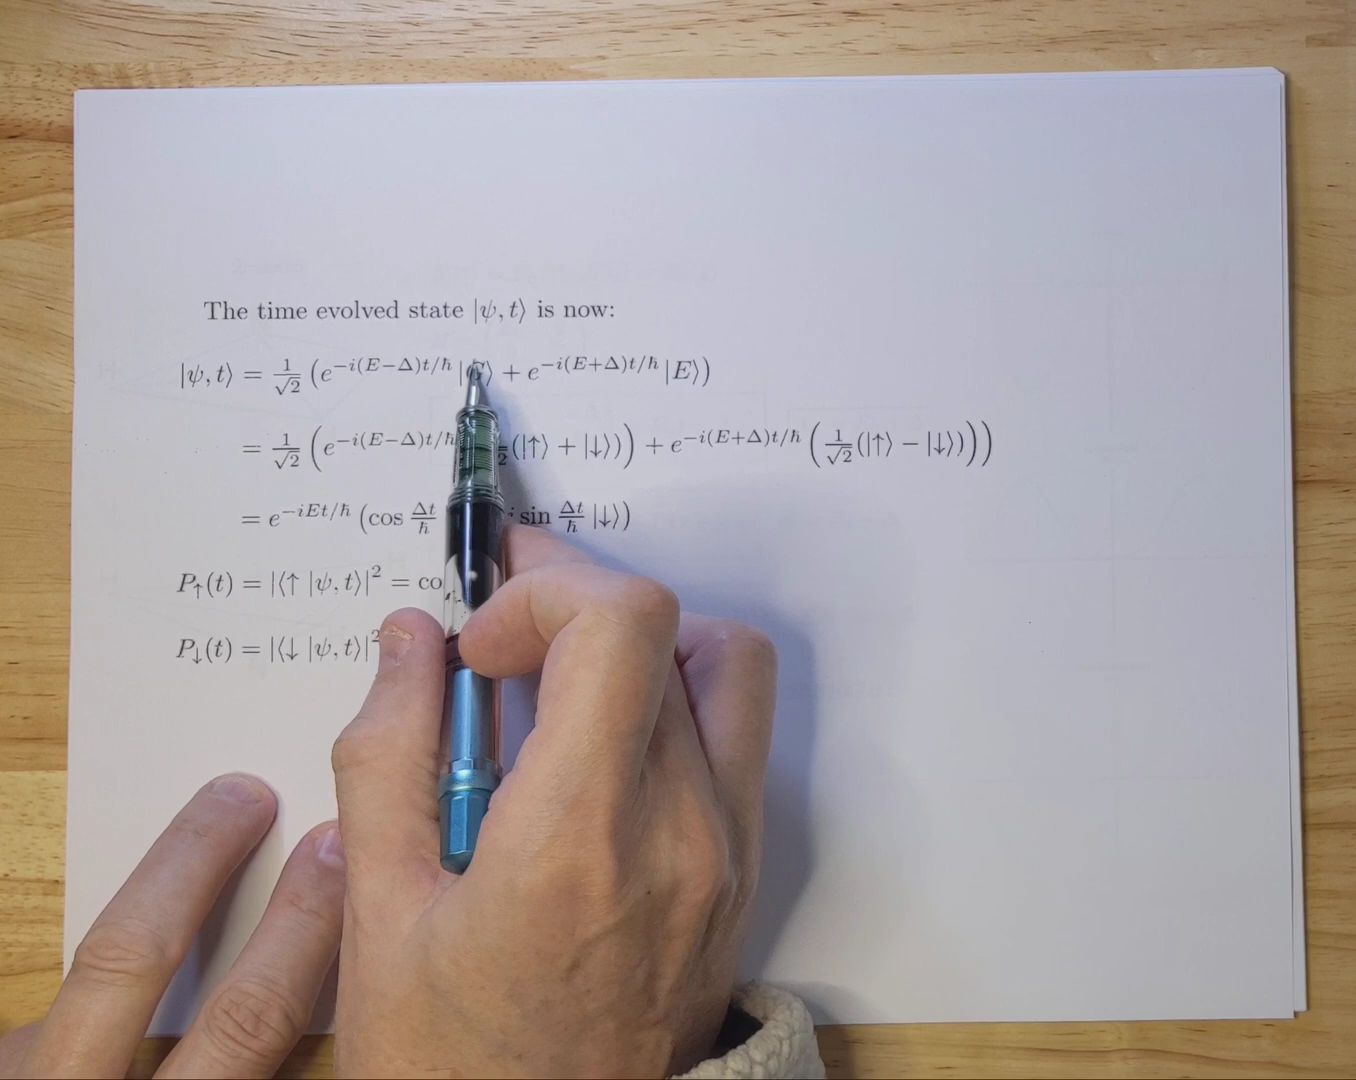 The time evolved state |ψ, t⟩ is now:
|ψ, t⟩ = 1/√2 (e^{-i(E−Δ)t/ħ} |G⟩ + e^{-i(E+Δ)t/ħ} |E⟩)
= 1/√2 (e^{-i(E−Δ)t/ħ} (|↑⟩ + |↓⟩)) + e^{-i(E+Δ)t/ħ} (1/√2 (|↑⟩ − |↓⟩)))
= e^{-iEt/ħ} (cos Δt/ħ i sin Δt/ħ |↓⟩)
P↑(t) = |⟨↑ |ψ, t⟩|² =
P↓(t) = |⟨↓ |ψ, t⟩|²